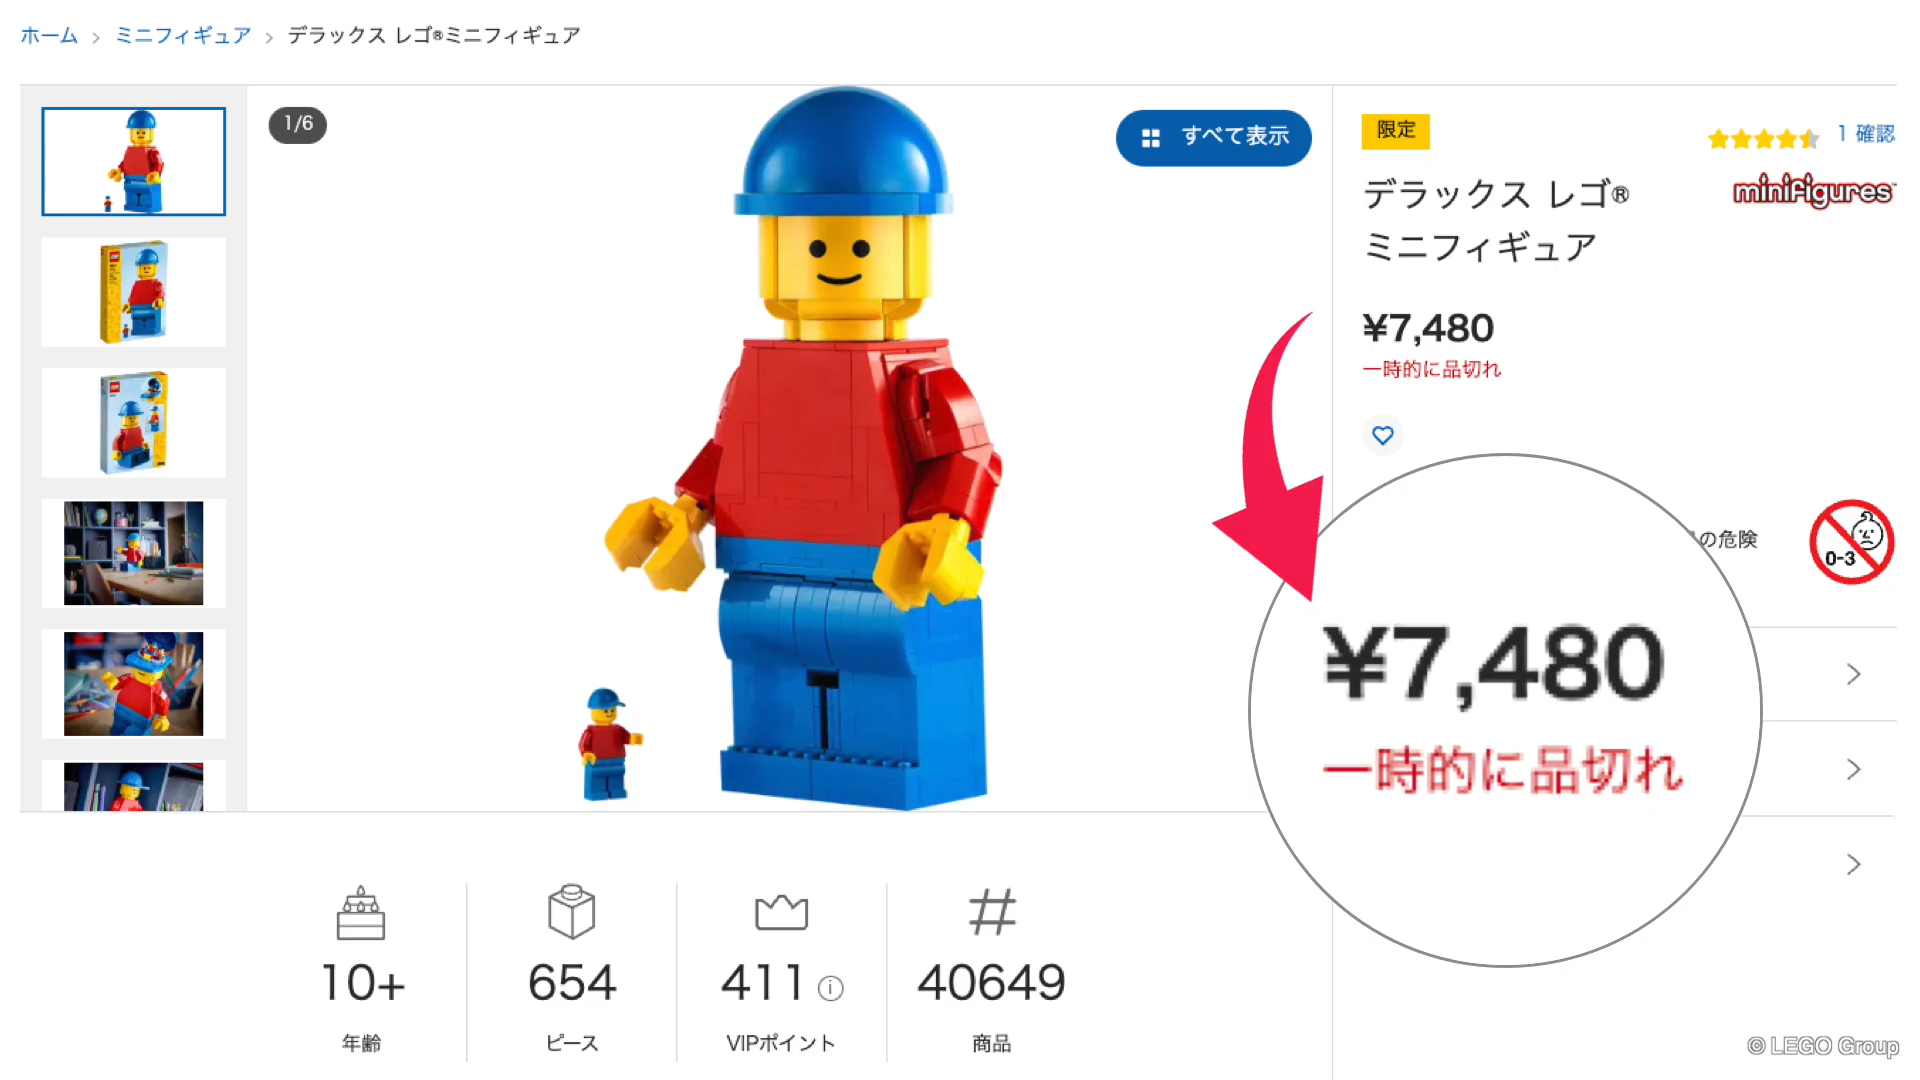 ホーム > ミニフィギュア > デラックス レゴ®ミニフィギュア
1/6
すべて表示
限定
1 確認
デラックス レゴ®
ミニフィギュア
minifigures
¥7,480
一時的に品切れ
の危険
0-3
¥7,480
一時的に品切れ
10+
年齢
654
ピース
411
VIPポイント
40649
商品
© LEGO Group